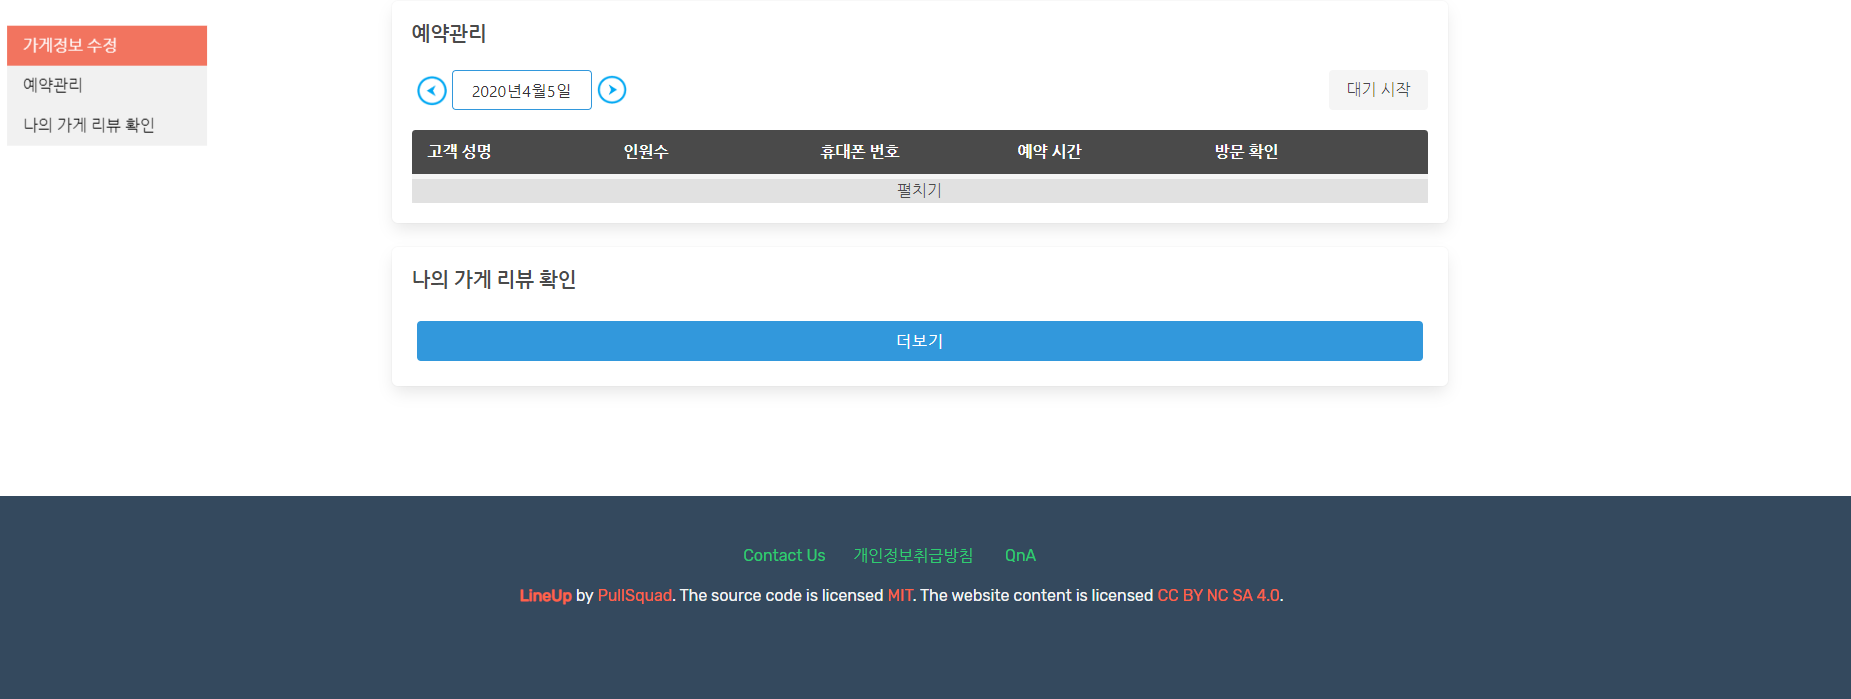 가게정보 수정
예약관리
나의 가게 리뷰 확인
예약관리
2020년4월5일
대기 시작
고객 성명 인원수 휴대폰 번호 예약 시간 방문 확인
펼치기
나의 가게 리뷰 확인
더보기
Contact Us 개인정보취급방침 QnA
LineUp by PullSquad. The source code is licensed MIT. The website content is licensed CC BY NC SA 4.0.